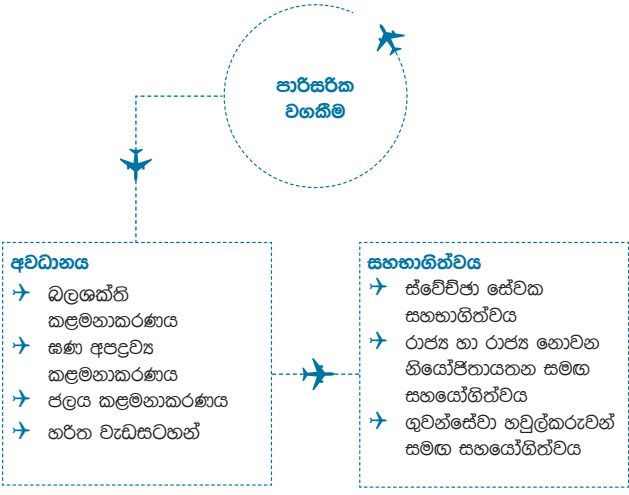 පාරිසරික
වගකීම
අවධානය
බලශක්ති
කළමනාකරණය
ඝණ අපද්‍රව්‍ය
කළමනාකරණය
ජලය කළමනාකරණය
හරිත වැඩසටහන්
සහභාගිත්වය
ස්වේච්ඡා සේවක
සහභාගිත්වය
රාජ්‍ය හා රාජ්‍ය නොවන
නියෝජිතායතන සමඟ
සහයෝගිත්වය
ගුවන්සේවා හවුල්කරුවන්
සමඟ සහයෝගිත්වය